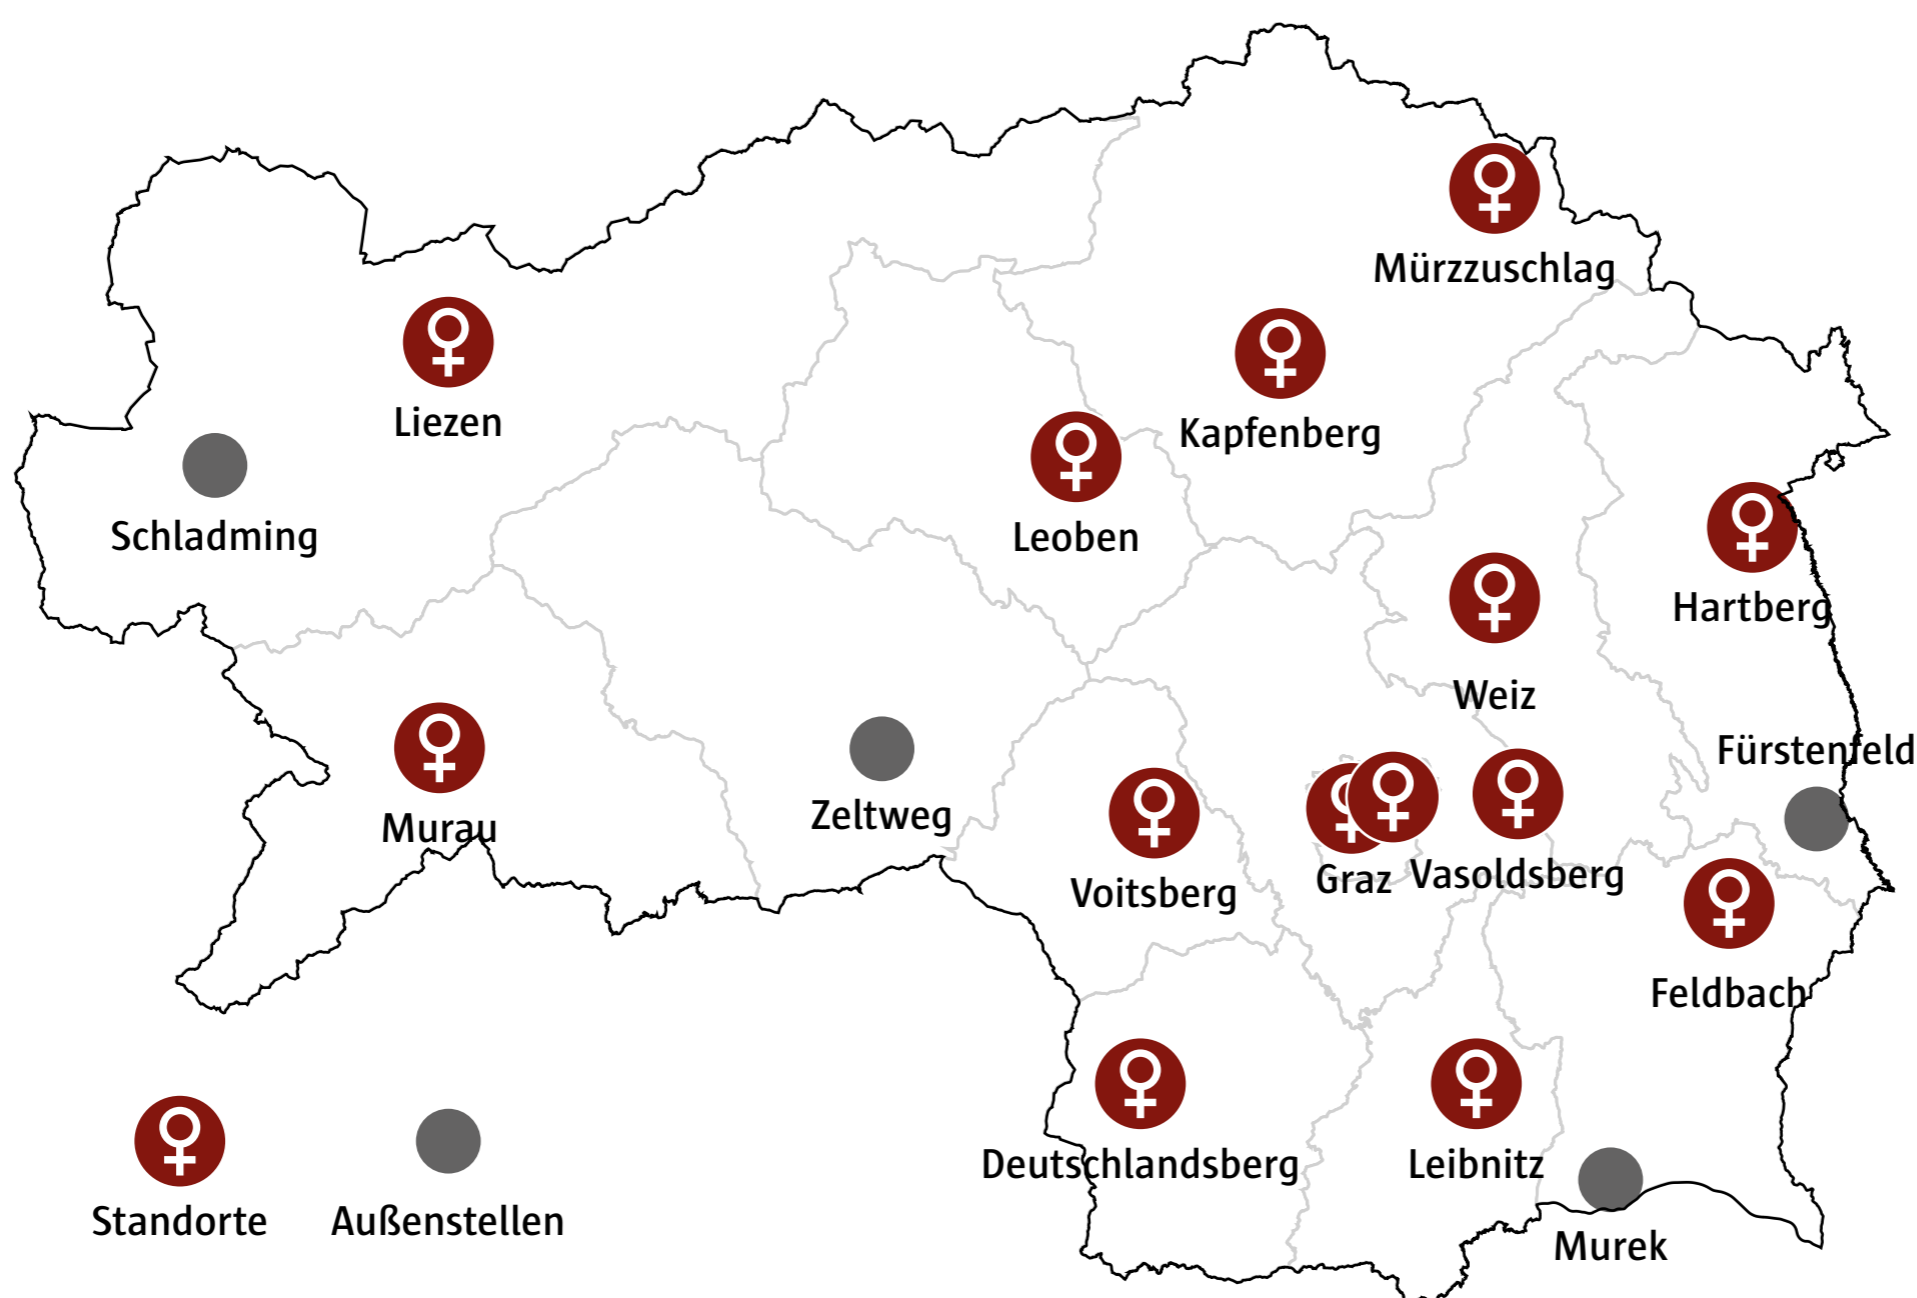 Mürzzuschlag
Liezen
Kapfenberg
Schladming
Leoben
Hartberg
Weiz
Fürstenfeld
Murau
Zeltweg
Voitsberg
Graz
Vasoldsberg
Feldbach
Deutschlandsberg
Leibnitz
Standorte
Außenstellen
Murek